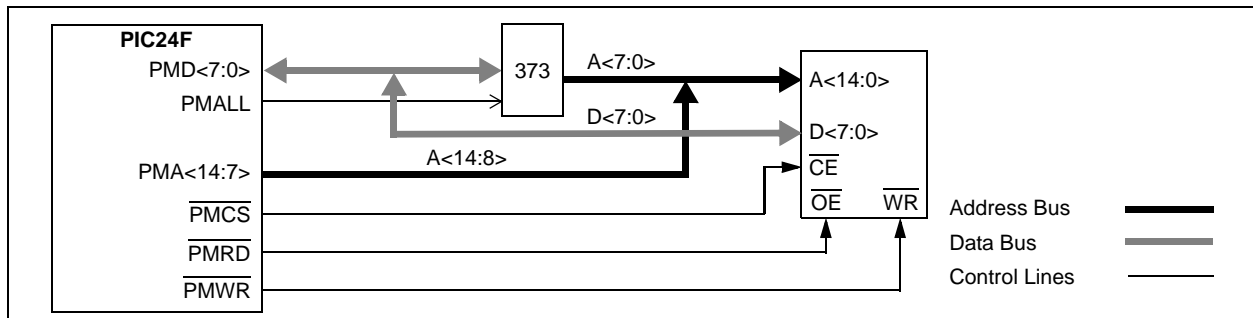 PIC24F
PMD<7:0>
PMALL
PMA<14:7>
PMCS
PMRD
PMWR
373
A<7:0>
D<7:0>
A<14:8>
A<14:0>
D<7:0>
CE
OE WR
Address Bus
Data Bus
Control Lines